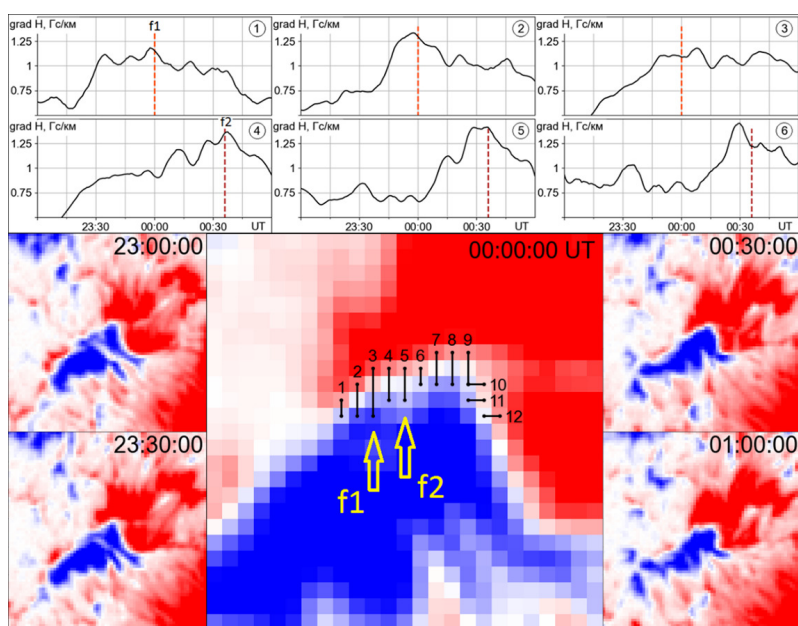 grad H, Гс/км f1 ①
1.25
1
0.75
grad H, Гс/км ②
1.25
1
0.75
grad H, Гс/км ③
1.25
1
0.75
grad H, Гс/км f2 ④
1.25
1
0.75
23:30 00:00 00:30 UT
grad H, Гс/км ⑤
1.25
1
0.75
23:30 00:00 00:30 UT
grad H, Гс/км ⑥
1.25
1
0.75
23:30 00:00 00:30 UT
23:00:00
00:00:00 UT
00:30:00
1 2 3 4 5 6 7 8 9
10
11
12
f1 f2
23:30:00
01:00:00